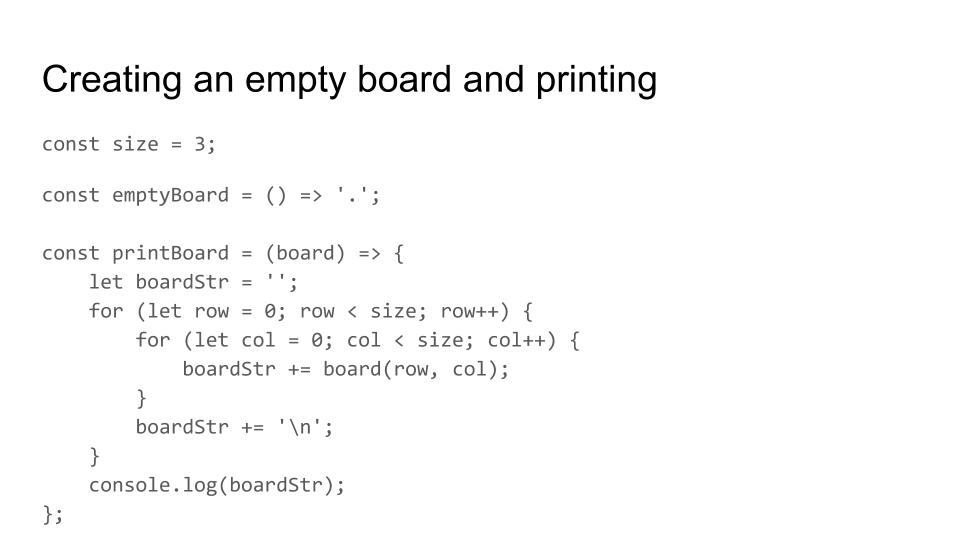 Creating an empty board and printing
const size = 3;
const emptyBoard = () => '.';
const printBoard = (board) => {
    let boardStr = '';
    for (let row = 0; row < size; row++) {
        for (let col = 0; col < size; col++) {
            boardStr += board(row, col);
        }
        boardStr += '\n';
    }
    console.log(boardStr);
};